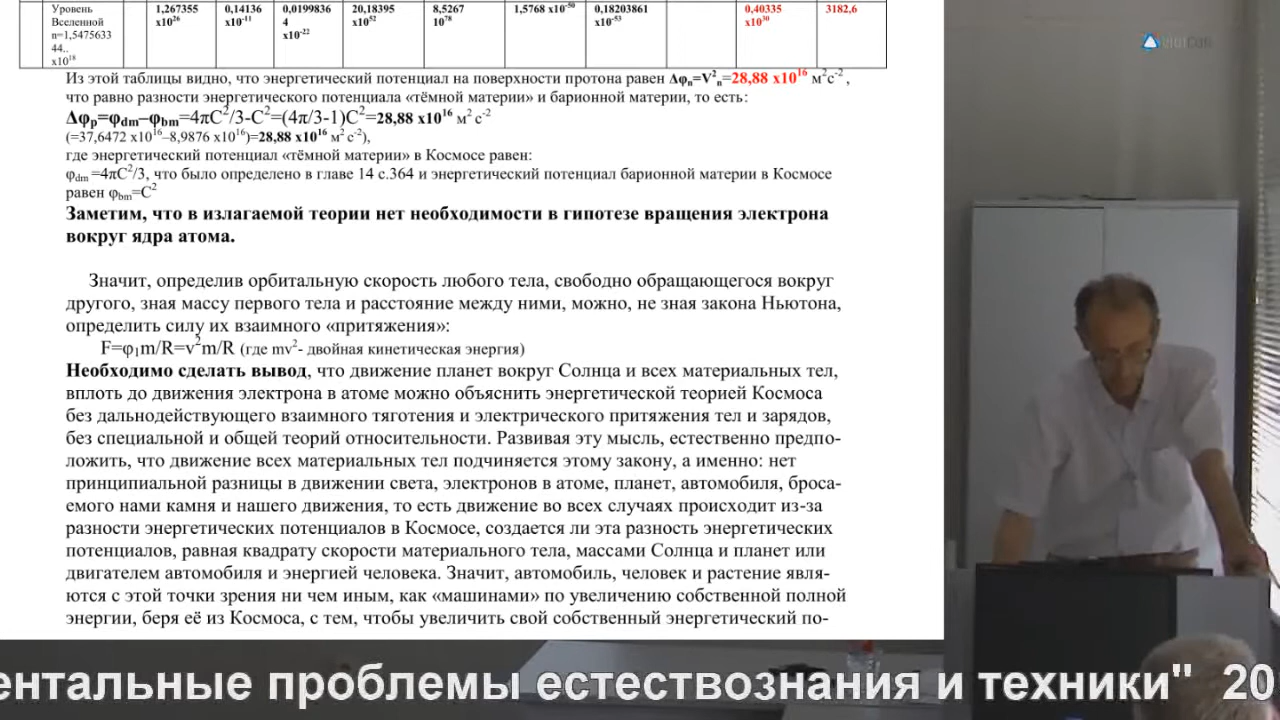 Уровень 1,267355 0,14136 0,0199836 20,18395 8,5267 1,5768 x10⁻⁵⁰ 0,18203861 0,40335 3182,6
Вселенной x10²⁶ x10⁻¹¹ 4 x10⁵² 10⁷⁸ x10⁻⁵³ x10³⁰
n=1,5475633 x10⁻²²
44..
x10¹⁸
Из этой таблицы видно, что энергетический потенциал на поверхности протона равен Δφₙ=V²ₙ=28,88 x10¹⁶ м²с⁻² ,
что равно разности энергетического потенциала «тёмной материи» и барионной материи, то есть:
Δφₚ=φdm–φbm=4πC²/3-C²=(4π/3-1)C²=28,88 x10¹⁶ м² с⁻²
(=37,6472 x10¹⁶–8,9876 x10¹⁶)=28,88 x10¹⁶ м² с⁻²),
где энергетический потенциал «тёмной материи» в Космосе равен:
φdm =4πC²/3, что было определено в главе 14 с.364 и энергетический потенциал барионной материи в Космосе
равен φbm=C²
Заметим, что в излагаемой теории нет необходимости в гипотезе вращения электрона
вокруг ядра атома.
Значит, определив орбитальную скорость любого тела, свободно обращающегося вокруг
другого, зная массу первого тела и расстояние между ними, можно, не зная закона Ньютона,
определить силу их взаимного «притяжения»:
F=φ₁m/R=v²m/R (где mv²- двойная кинетическая энергия)
Необходимо сделать вывод, что движение планет вокруг Солнца и всех материальных тел,
вплоть до движения электрона в атоме можно объяснить энергетической теорией Космоса
без дальнодействующего взаимного тяготения и электрического притяжения тел и зарядов,
без специальной и общей теорий относительности. Развивая эту мысль, естественно предпо-
ложить, что движение всех материальных тел подчиняется этому закону, а именно: нет
принципиальной разницы в движении света, электронов в атоме, планет, автомобиля, броса-
емого нами камня и нашего движения, то есть движение во всех случаях происходит из-за
разности энергетических потенциалов в Космосе, создается ли эта разность энергетических
потенциалов, равная квадрату скорости материального тела, массами Солнца и планет или
двигателем автомобиля и энергией человека. Значит, автомобиль, человек и растение явля-
ются с этой точки зрения ни чем иным, как «машинами» по увеличению собственной полной
энергии, беря её из Космоса, с тем, чтобы увеличить свой собственный энергетический по-
ентальные проблемы естествознания и техники" 20